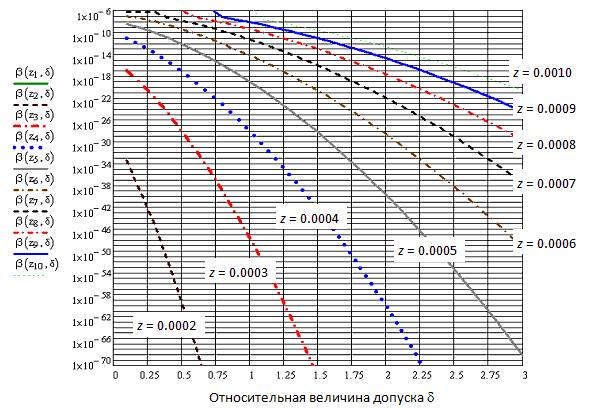 β(z₁,δ)
β(z₂,δ)
β(z₃,δ)
β(z₄,δ)
β(z₅,δ)
β(z₆,δ)
β(z₇,δ)
β(z₈,δ)
β(z₉,δ)
β(z₁₀,δ)
1×10⁻⁶
1×10⁻¹⁰
1×10⁻¹⁴
1×10⁻¹⁸
1×10⁻²²
1×10⁻²⁶
1×10⁻³⁰
1×10⁻³⁴
1×10⁻³⁸
1×10⁻⁴²
1×10⁻⁴⁶
1×10⁻⁵⁰
1×10⁻⁵⁴
1×10⁻⁵⁸
1×10⁻⁶²
1×10⁻⁶⁶
1×10⁻⁷⁰
z = 0.0010
z = 0.0009
z = 0.0008
z = 0.0007
z = 0.0006
z = 0.0005
z = 0.0004
z = 0.0003
z = 0.0002
0 0.25 0.5 0.75 1 1.25 1.5 1.75 2 2.25 2.5 2.75 3
Относительная величина допуска δ